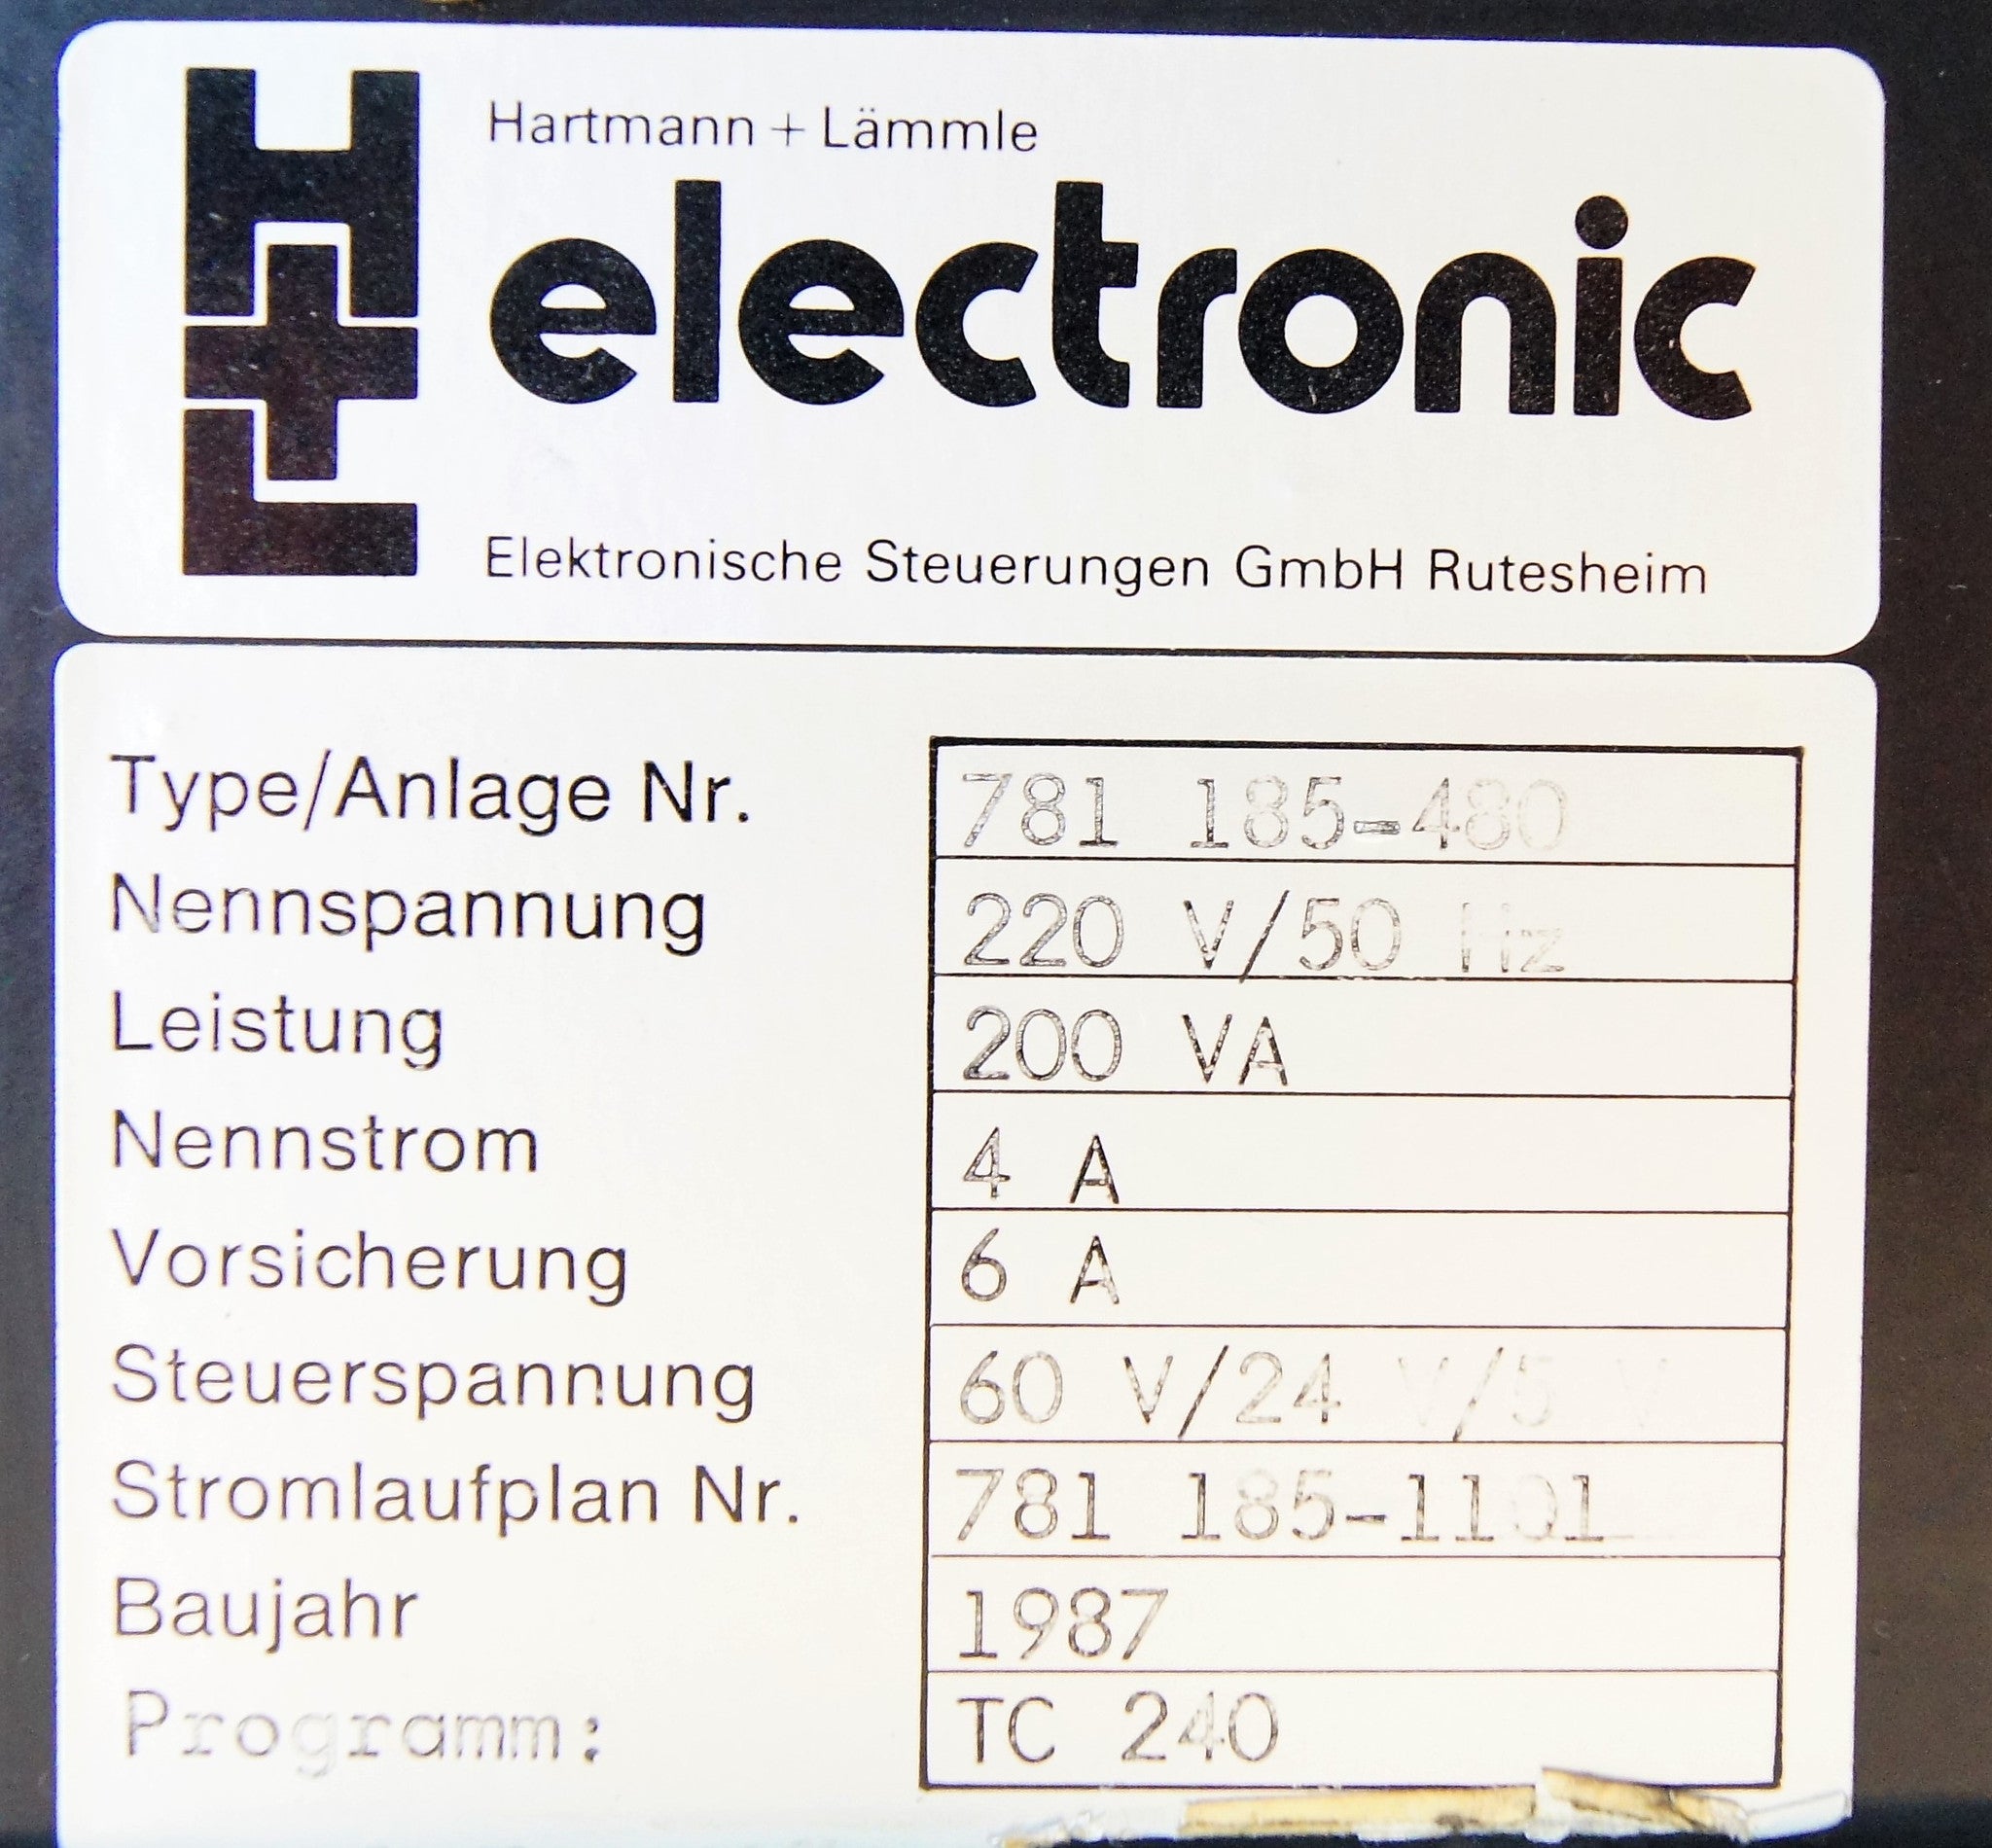 H+L
Hartmann + Lämmle
electronic
Elektronische Steuerungen GmbH Rutesheim
Type/Anlage Nr. 781 185-480
Nennspannung 220 V/50 Hz
Leistung 200 VA
Nennstrom 4 A
Vorsicherung 6 A
Steuerspannung 60 V/24 V/5 V
Stromlaufplan Nr. 781 185-1101
Baujahr 1987
Programm: TC 240